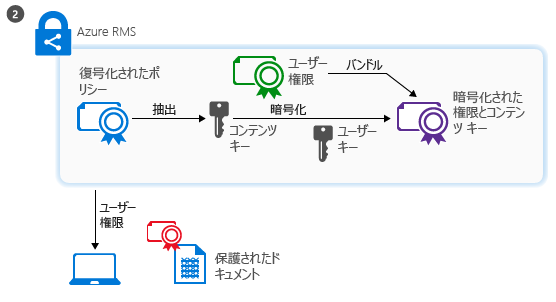 2
Azure RMS
復号化されたポ
リシー
ユーザー
権限
バンドル
抽出
コンテンツ
キー
暗号化
ユーザー
キー
暗号化された
権限とコンテン
ツ キー
ユーザー
権限
保護されたド
キュメント